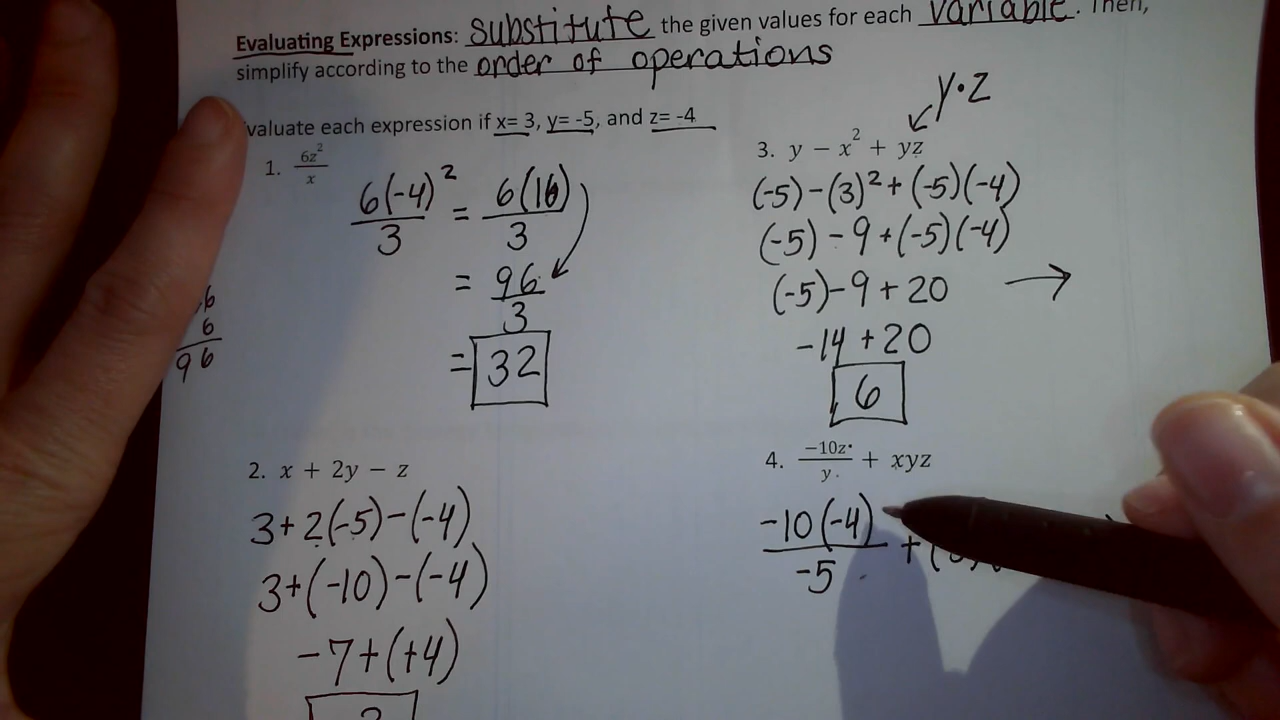 Evaluating Expressions: substitute the given values for each variable. Then,
simplify according to the order of operations
valuate each expression if x= 3, y= -5, and z= -4
1. 6z²/x
6(-4)²/3 = 6(16)/3
= 96/3
= 32
6
6
96
2. x + 2y − z
3+2(-5)-(-4)
3+(-10)-(-4)
-7+(+4)
y·z
3. y − x² + yz
(-5)-(3)²+(-5)(-4)
(-5)-9+(-5)(-4)
(-5)-9+20 →
-14+20
6
4. −10z/y + xyz
-10(-4)/-5 + (